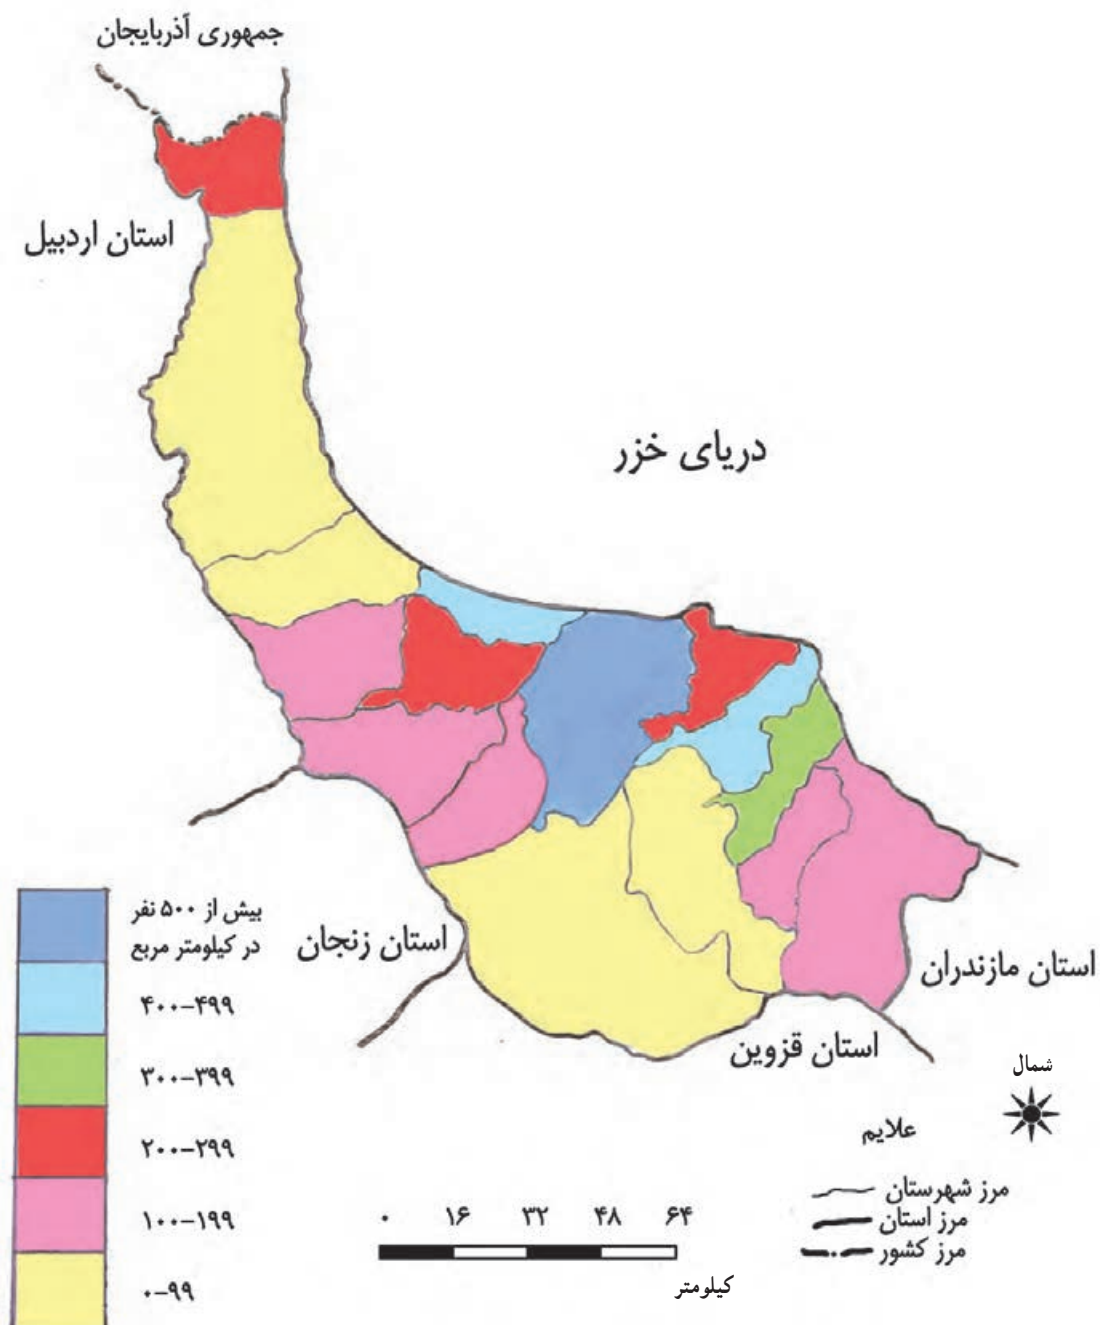 جمهوری آذربایجان
استان اردبیل
دریای خزر
بیش از ۵۰۰ نفر
در کیلومتر مربع
۴۰۰-۴۹۹
۳۰۰-۳۹۹
۲۰۰-۲۹۹
۱۰۰-۱۹۹
۰-۹۹
استان زنجان
استان مازندران
استان قزوین
شمال
علایم
مرز شهرستان
مرز استان
مرز کشور
۰ ۱۶ ۳۲ ۴۸ ۶۴
کیلومتر